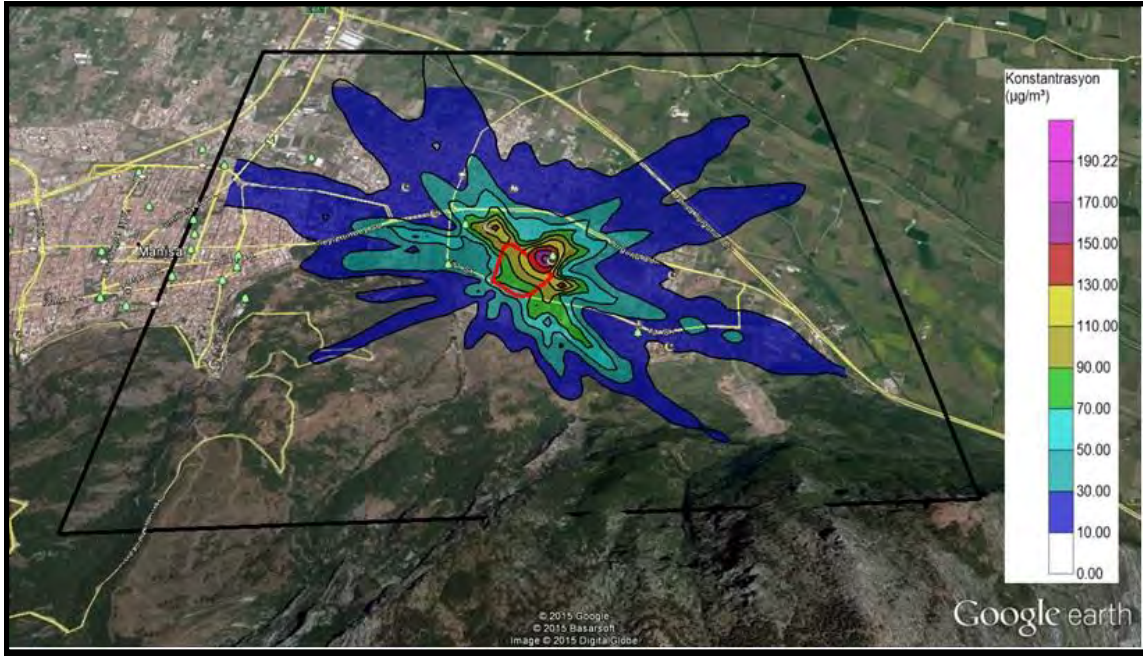 Konstantrasyon
(µg/m³)
190.22
170.00
150.00
130.00
110.00
90.00
70.00
50.00
30.00
10.00
0.00
Manisa
© 2015 Google
© 2015 Basarsoft
Image © 2015 DigitalGlobe
Google earth